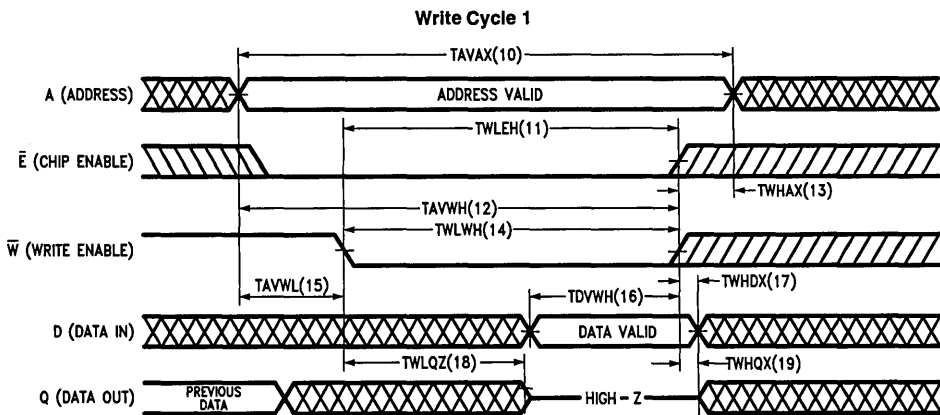 Write Cycle 1
TAVAX(10)
A (ADDRESS)
ADDRESS VALID
TWLEH(11)
E̅ (CHIP ENABLE)
TWHAX(13)
TAVWH(12)
TWLWH(14)
W̅ (WRITE ENABLE)
TAVWL(15)
TDVWH(16)
TWHDX(17)
D (DATA IN)
DATA VALID
TWLQZ(18)
TWHQX(19)
Q (DATA OUT)
PREVIOUS
DATA
HIGH - Z